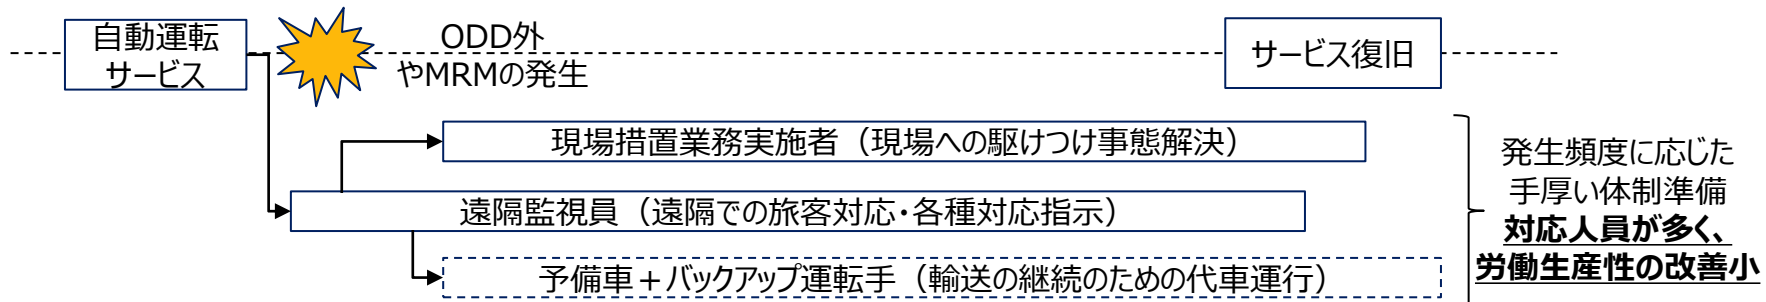 自動運転
サービス
ODD外
やMRMの発生
サービス復旧
現場措置業務実施者（現場への駆けつけ事態解決）
遠隔監視員（遠隔での旅客対応・各種対応指示）
予備車＋バックアップ運転手（輸送の継続のための代車運行）
発生頻度に応じた
手厚い体制準備
対応人員が多く、
労働生産性の改善小